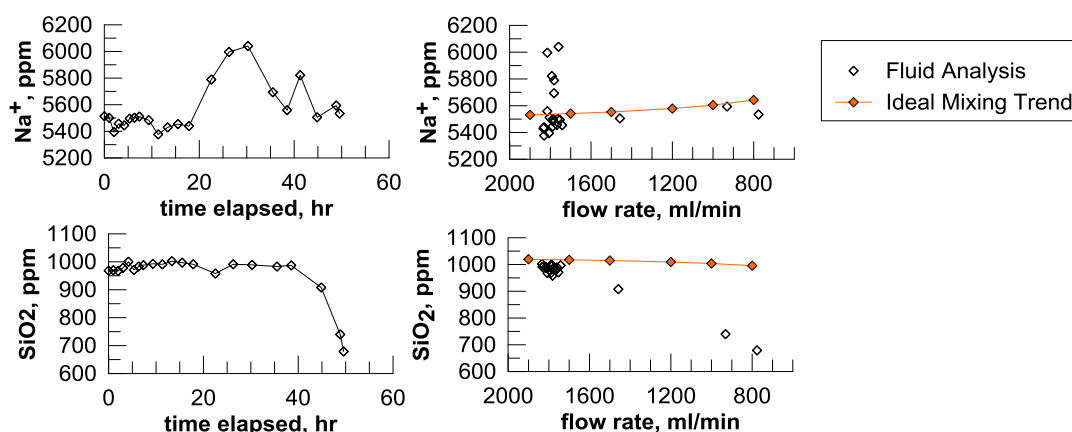 6200
6000
5800
5600
5400
5200
Na+, ppm
0 20 40 60
time elapsed, hr
6200
6000
5800
5600
5400
5200
Na+, ppm
2000 1600 1200 800
flow rate, ml/min
Fluid Analysis
Ideal Mixing Trend
1100
1000
900
800
700
600
SiO2, ppm
0 20 40 60
time elapsed, hr
1100
1000
900
800
700
600
SiO2, ppm
2000 1600 1200 800
flow rate, ml/min